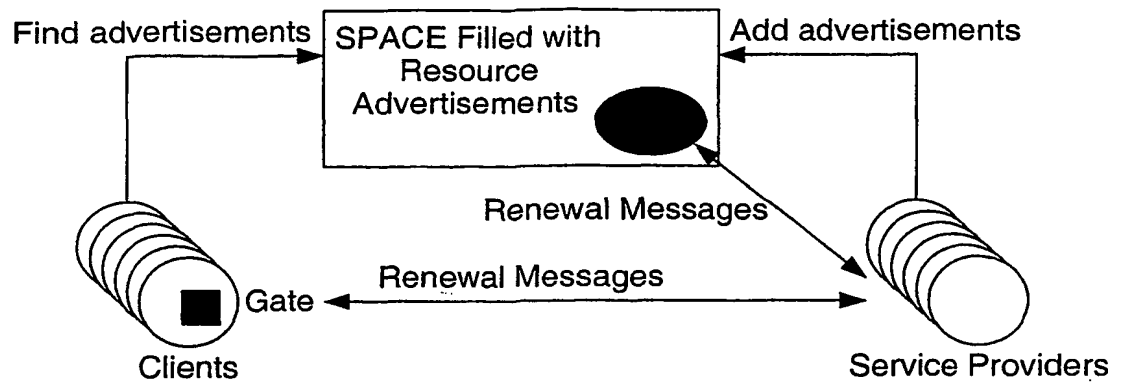 Find advertisements
SPACE Filled with
Resource
Advertisements
Add advertisements
Renewal Messages
Renewal Messages
Gate
Clients
Service Providers